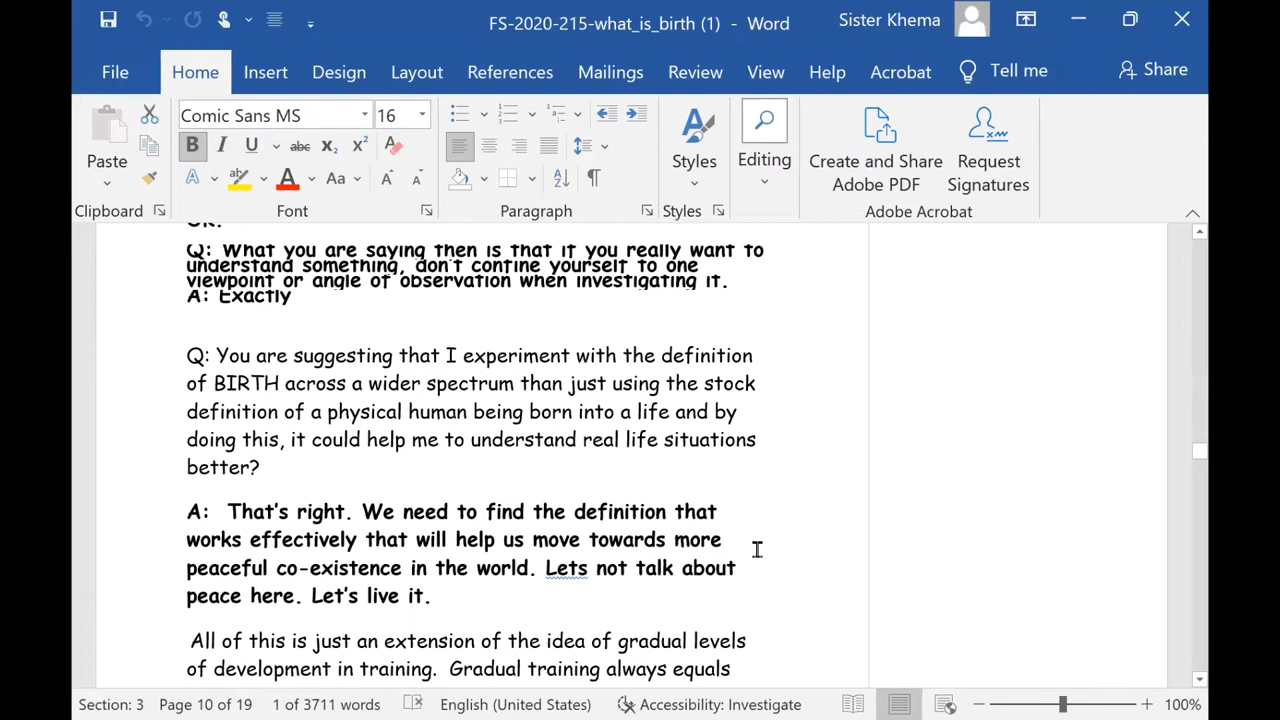 FS-2020-215-what_is_birth (1) - Word
Sister Khema
File Home Insert Design Layout References Mailings Review View Help Acrobat Tell me Share
Comic Sans MS 16
Paste
Styles
Editing
Create and Share
Adobe PDF
Request
Signatures
Clipboard Font Paragraph Styles Adobe Acrobat
OK.
Q: What you are saying then is that if you really want to
understand something, don't confine yourself to one
viewpoint or angle of observation when investigating it.
A: Exactly
Q: You are suggesting that I experiment with the definition
of BIRTH across a wider spectrum than just using the stock
definition of a physical human being born into a life and by
doing this, it could help me to understand real life situations
better?
A: That's right. We need to find the definition that
works effectively that will help us move towards more
peaceful co-existence in the world. Lets not talk about
peace here. Let's live it.
All of this is just an extension of the idea of gradual levels
of development in training. Gradual training always equals
Section: 3 Page 10 of 19 1 of 3711 words English (United States) Accessibility: Investigate 100%